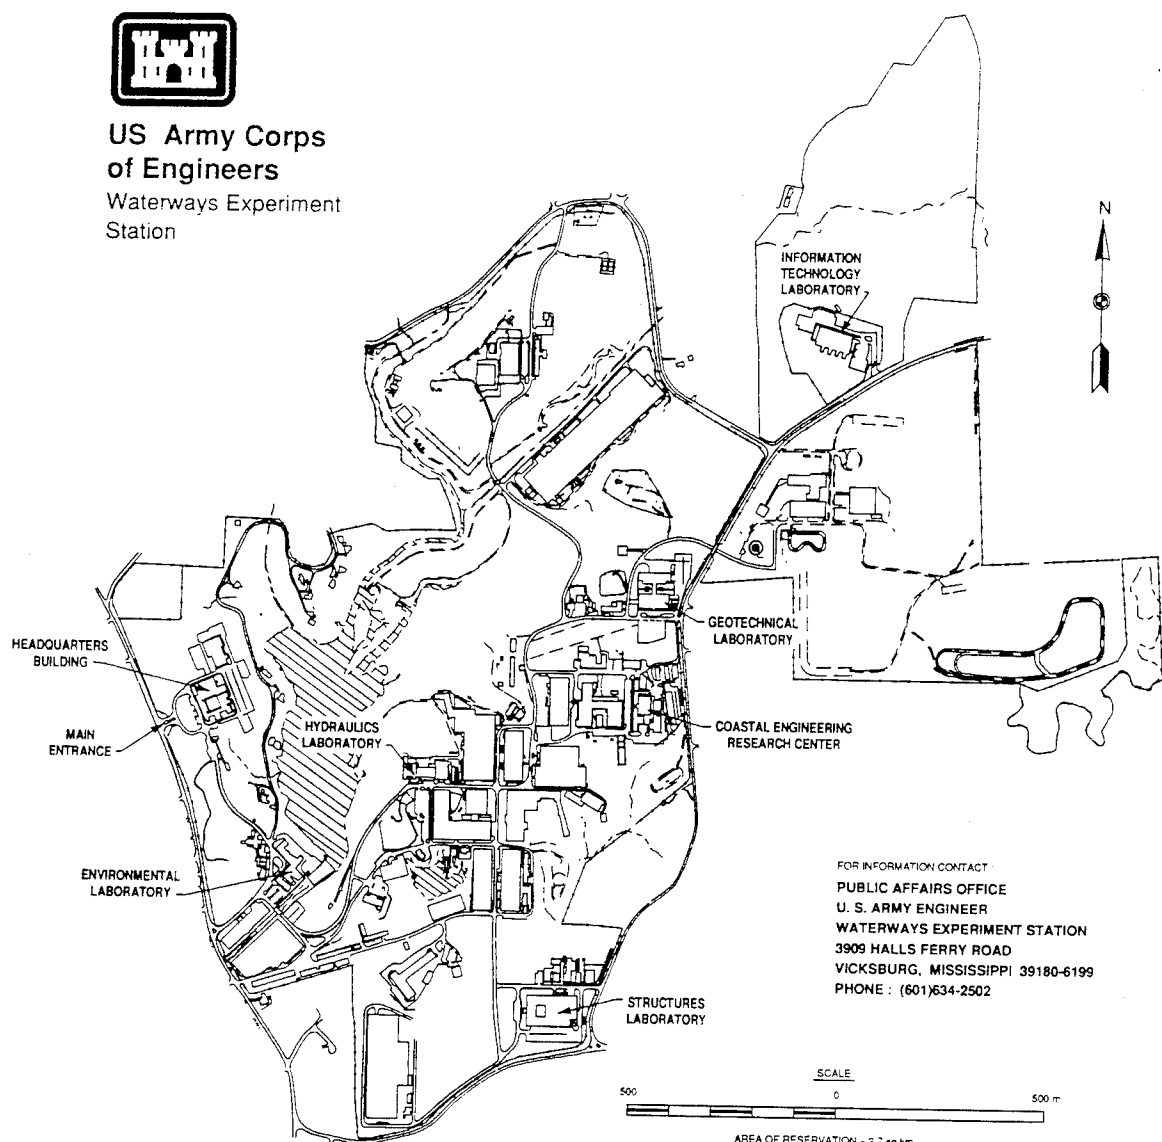 US Army Corps
of Engineers
Waterways Experiment
Station
N
INFORMATION
TECHNOLOGY
LABORATORY
HEADQUARTERS
BUILDING
MAIN
ENTRANCE
HYDRAULICS
LABORATORY
GEOTECHNICAL
LABORATORY
COASTAL ENGINEERING
RESEARCH CENTER
ENVIRONMENTAL
LABORATORY
STRUCTURES
LABORATORY
FOR INFORMATION CONTACT
PUBLIC AFFAIRS OFFICE
U. S. ARMY ENGINEER
WATERWAYS EXPERIMENT STATION
3909 HALLS FERRY ROAD
VICKSBURG, MISSISSIPPI 39180-6199
PHONE : (601)634-2502
SCALE
500 0 500 m
AREA OF RESERVATION